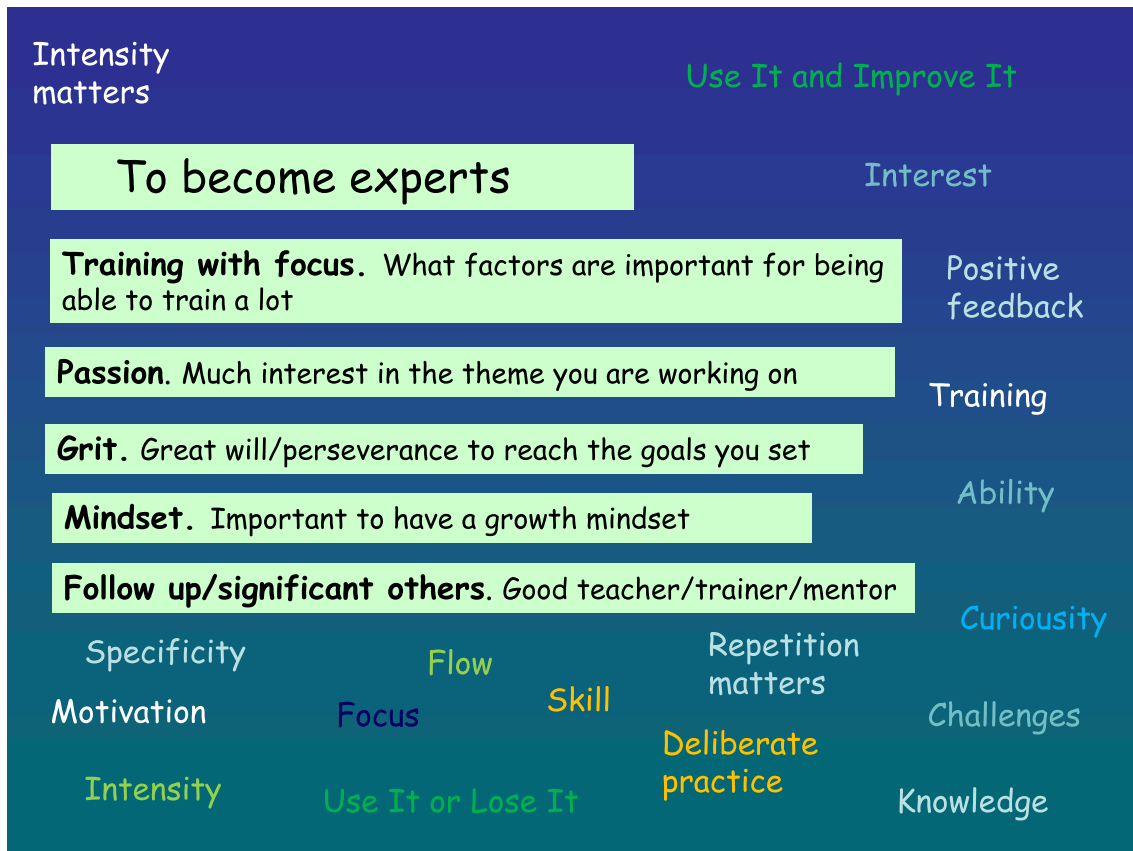 Intensity
matters
Use It and Improve It
To become experts
Interest
Training with focus. What factors are important for being
able to train a lot
Positive
feedback
Passion. Much interest in the theme you are working on
Training
Grit. Great will/perseverance to reach the goals you set
Ability
Mindset. Important to have a growth mindset
Follow up/significant others. Good teacher/trainer/mentor
Curiousity
Specificity
Flow
Repetition
matters
Skill
Motivation
Focus
Challenges
Deliberate
practice
Intensity
Use It or Lose It
Knowledge